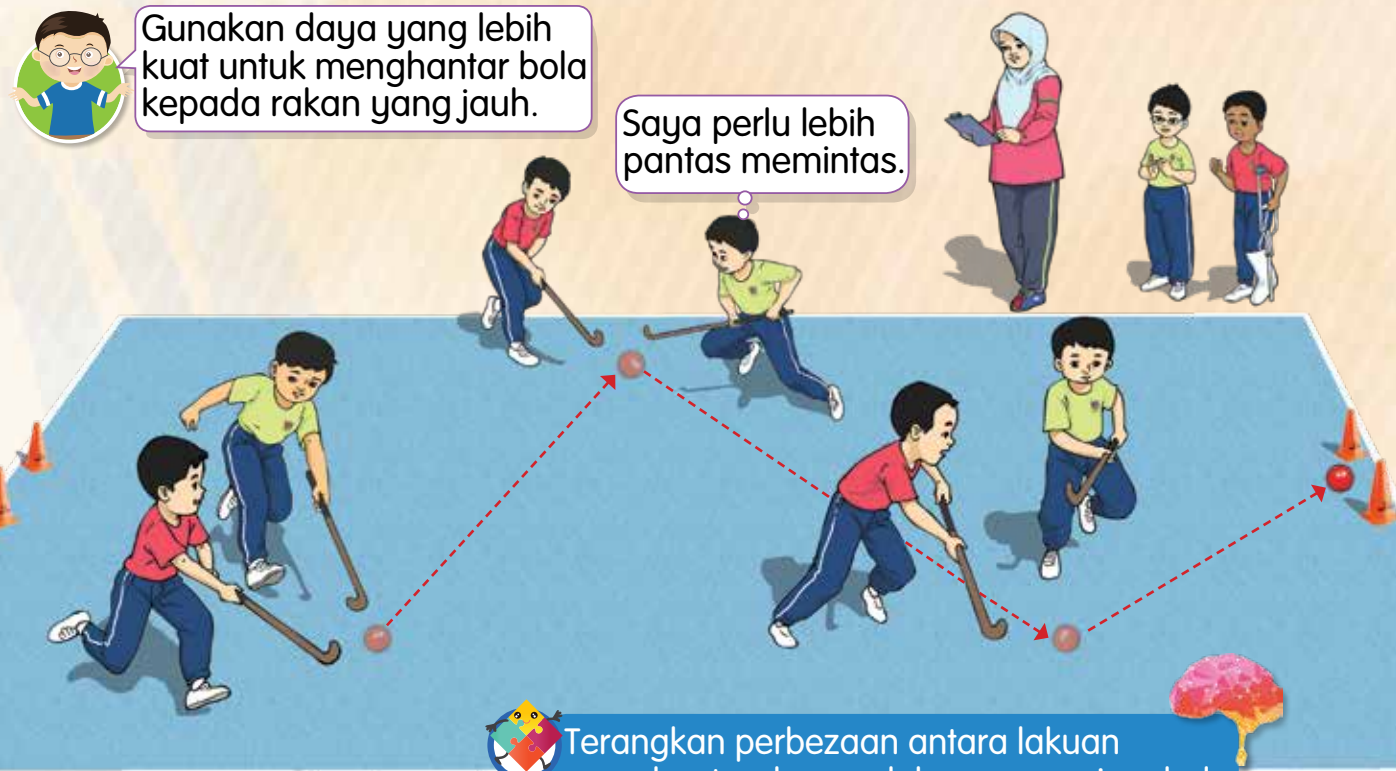 Gunakan daya yang lebih
kuat untuk menghantar bola
kepada rakan yang jauh.
Saya perlu lebih
pantas memintas.
Terangkan perbezaan antara lakuan